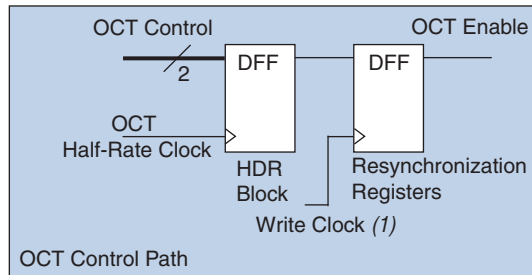 OCT Control
OCT Enable
DFF
DFF
2
OCT
Half-Rate Clock
HDR
Block
Resynchronization
Registers
Write Clock (1)
OCT Control Path